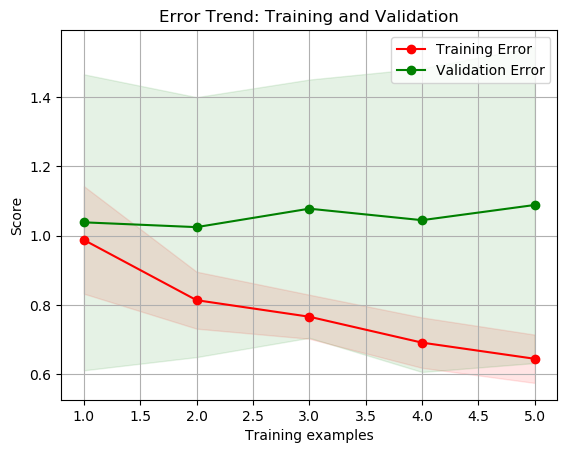 Error Trend: Training and Validation
Training Error
Validation Error
Score
1.4
1.2
1.0
0.8
0.6
1.0 1.5 2.0 2.5 3.0 3.5 4.0 4.5 5.0
Training examples